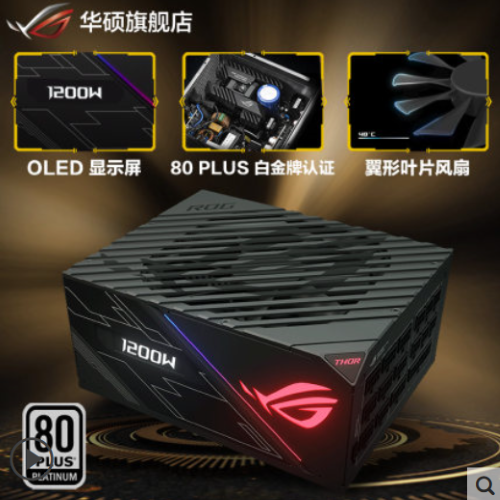 华硕旗舰店
1200W
48°C
OLED 显示屏
80 PLUS 白金牌认证
翼形叶片风扇
ROG
1200W
THOR
80
PLUS
PLATINUM